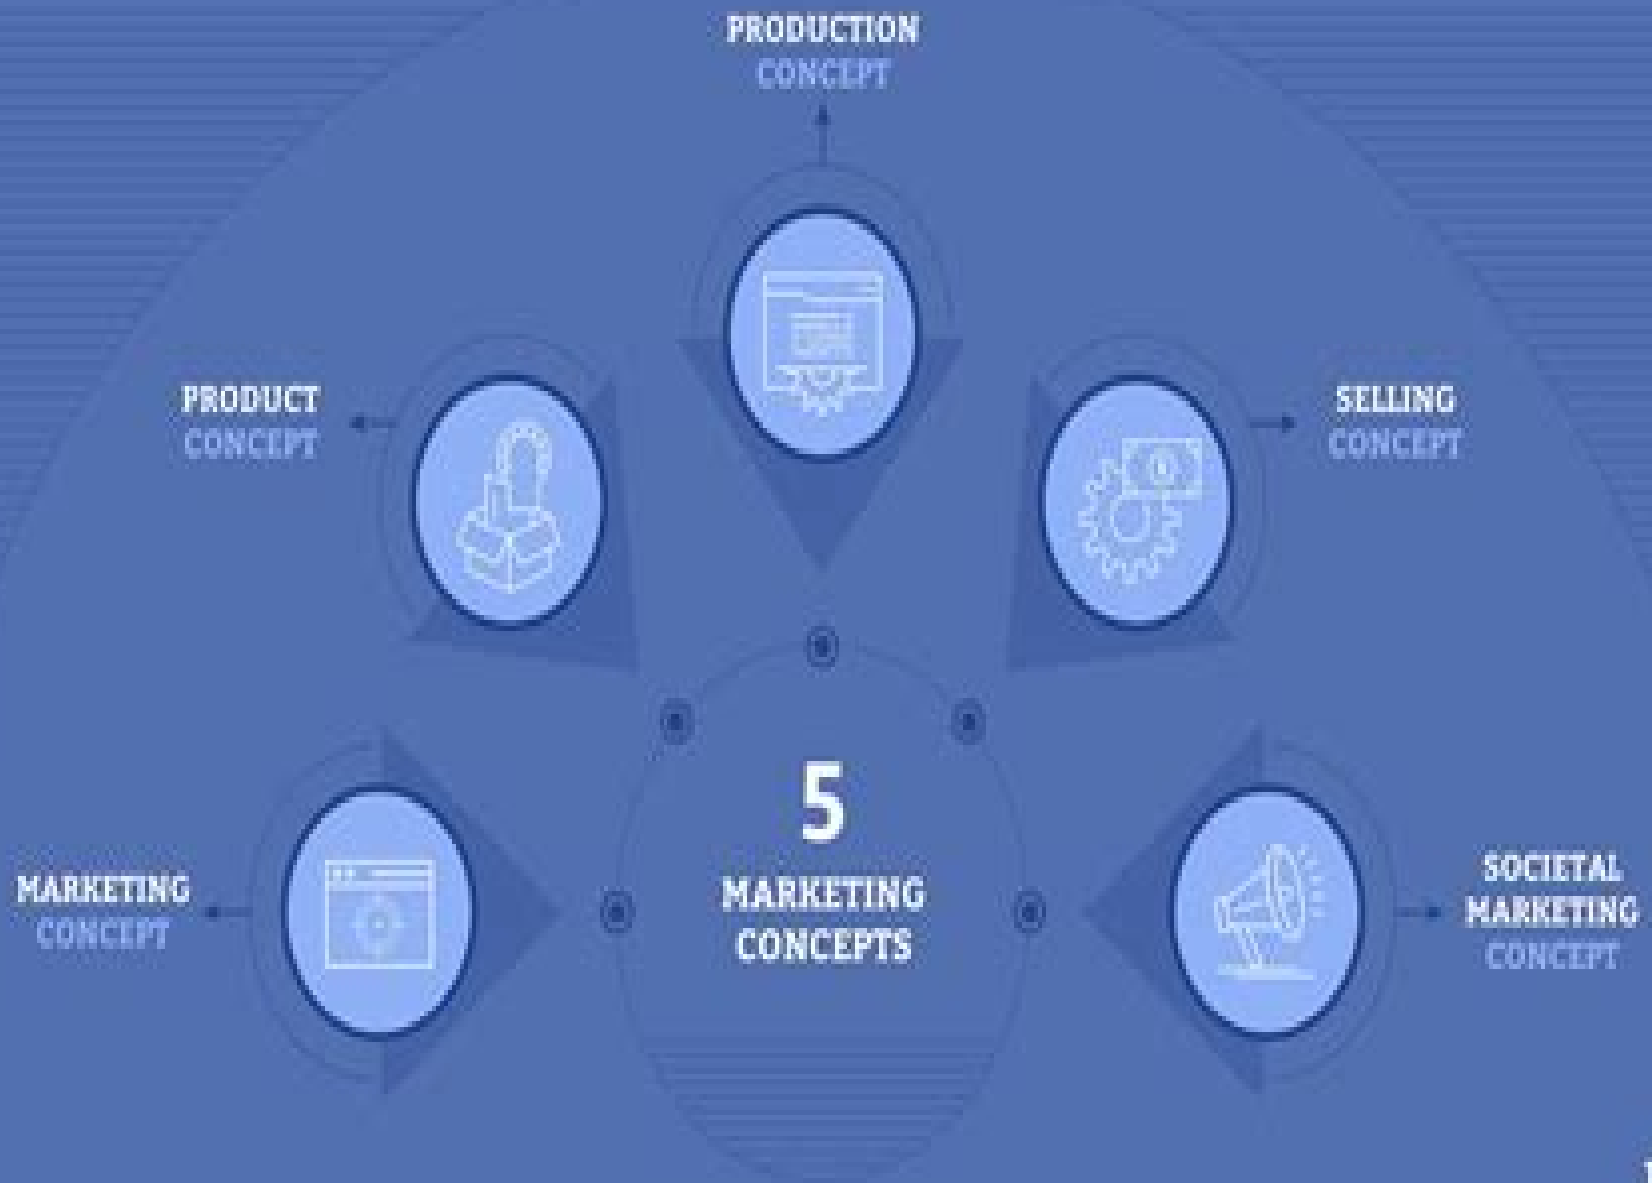 PRODUCTION
CONCEPT
PRODUCT
CONCEPT
SELLING
CONCEPT
5
MARKETING
CONCEPTS
MARKETING
CONCEPT
SOCIETAL
MARKETING
CONCEPT